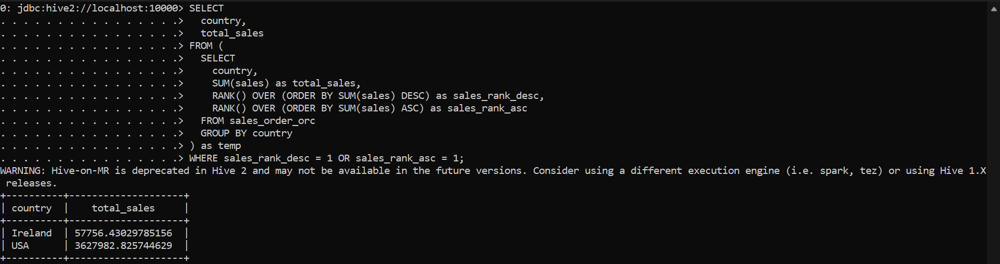 0: jdbc:hive2://localhost:10000> SELECT
. . . . . . . . . . . . . . . .>   country,
. . . . . . . . . . . . . . . .>   total_sales
. . . . . . . . . . . . . . . .> FROM (
. . . . . . . . . . . . . . . .>   SELECT
. . . . . . . . . . . . . . . .>     country,
. . . . . . . . . . . . . . . .>     SUM(sales) as total_sales,
. . . . . . . . . . . . . . . .>     RANK() OVER (ORDER BY SUM(sales) DESC) as sales_rank_desc,
. . . . . . . . . . . . . . . .>     RANK() OVER (ORDER BY SUM(sales) ASC) as sales_rank_asc
. . . . . . . . . . . . . . . .>   FROM sales_order_orc
. . . . . . . . . . . . . . . .>   GROUP BY country
. . . . . . . . . . . . . . . .> ) as temp
. . . . . . . . . . . . . . . .> WHERE sales_rank_desc = 1 OR sales_rank_asc = 1;
WARNING: Hive-on-MR is deprecated in Hive 2 and may not be available in the future versions. Consider using a different execution engine (i.e. spark, tez) or using Hive 1.X
 releases.
+----------+--------------------+
| country  |    total_sales     |
+----------+--------------------+
| Ireland  | 57756.43029785156  |
| USA      | 3627982.825744629  |
+----------+--------------------+